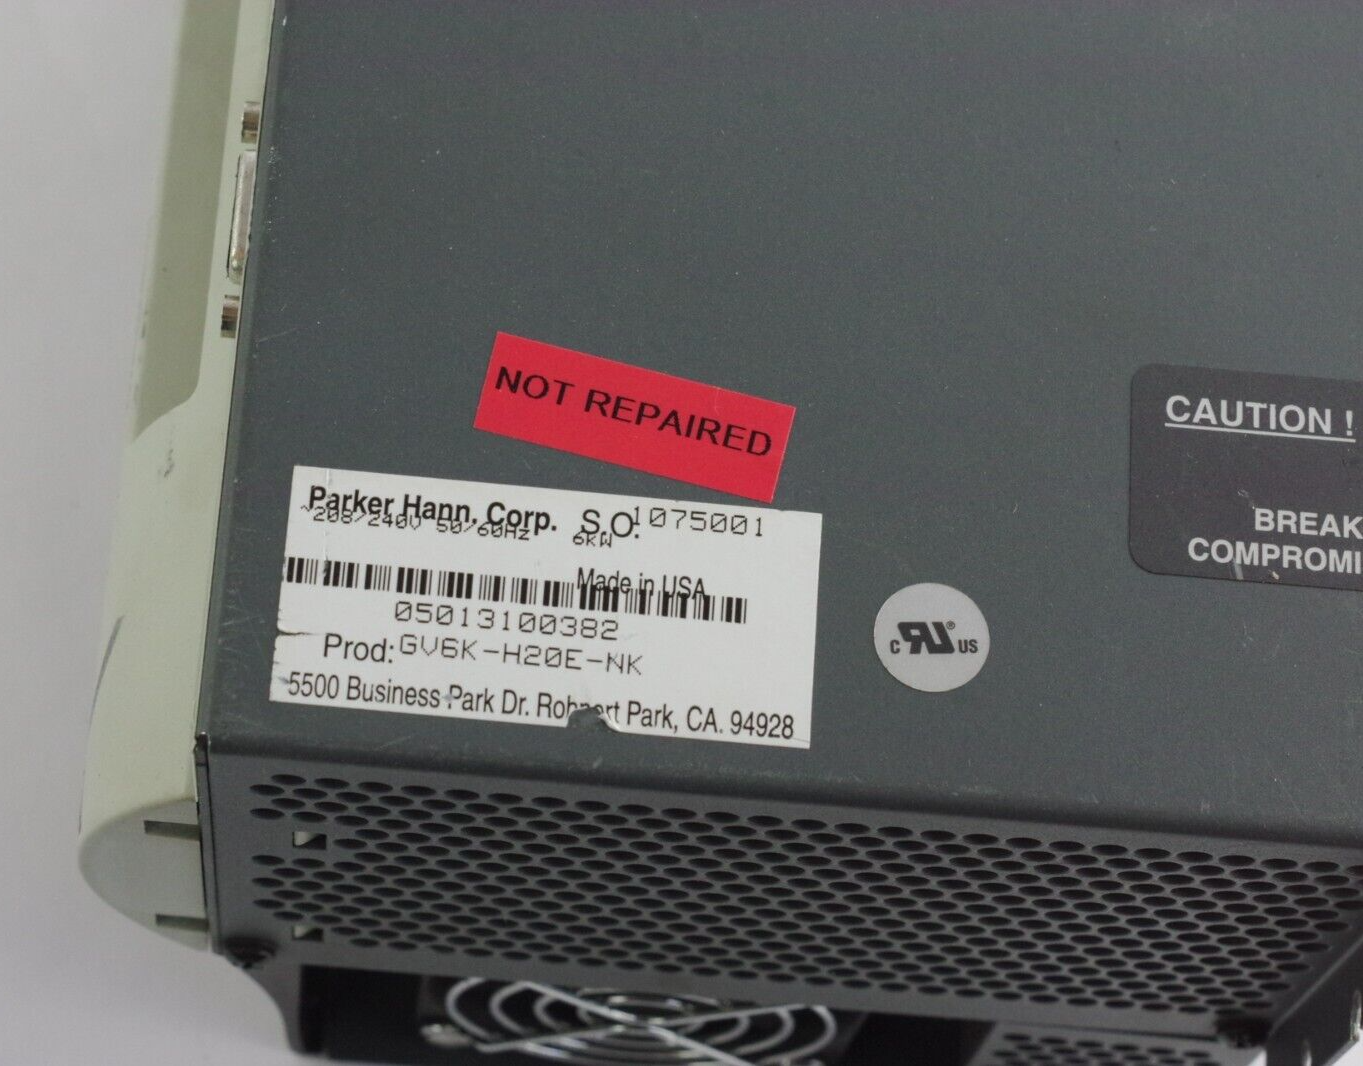 NOT REPAIRED
Parker Hann. Corp. S.O. 1075001
~208/240V 50/60Hz 6kW
Made in USA
05013100382
Prod: GV6K-H20E-NK
5500 Business Park Dr. Rohnert Park, CA. 94928
c RU® US
CAUTION !
BREAK
COMPROMI